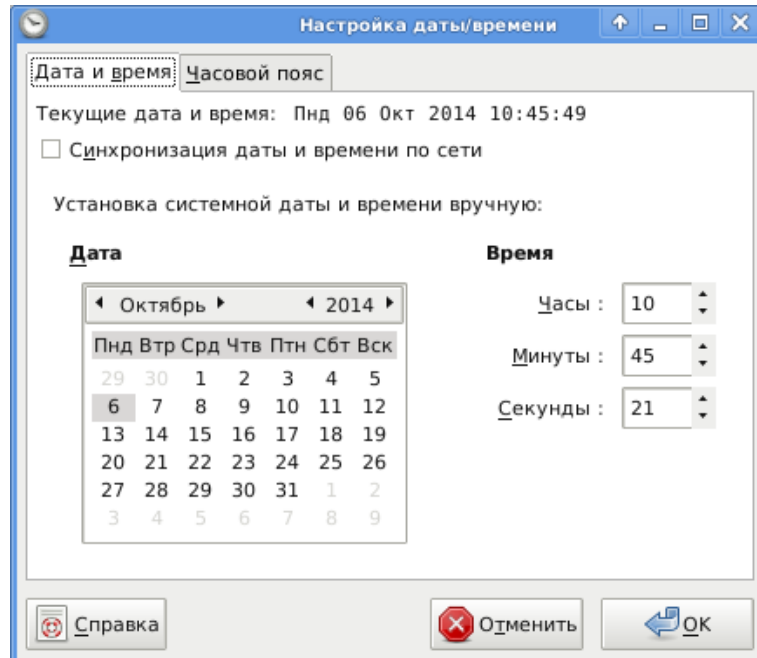 Настройка даты/времени
Дата и время Часовой пояс
Текущие дата и время: Пнд 06 Окт 2014 10:45:49
Синхронизация даты и времени по сети
Установка системной даты и времени вручную:
Дата
Октябрь 2014
Пнд Втр Срд Чтв Птн Сбт Вск
29 30 1 2 3 4 5
6 7 8 9 10 11 12
13 14 15 16 17 18 19
20 21 22 23 24 25 26
27 28 29 30 31 1 2
3 4 5 6 7 8 9
Время
Часы : 10
Минуты : 45
Секунды : 21
Справка Отменить OK